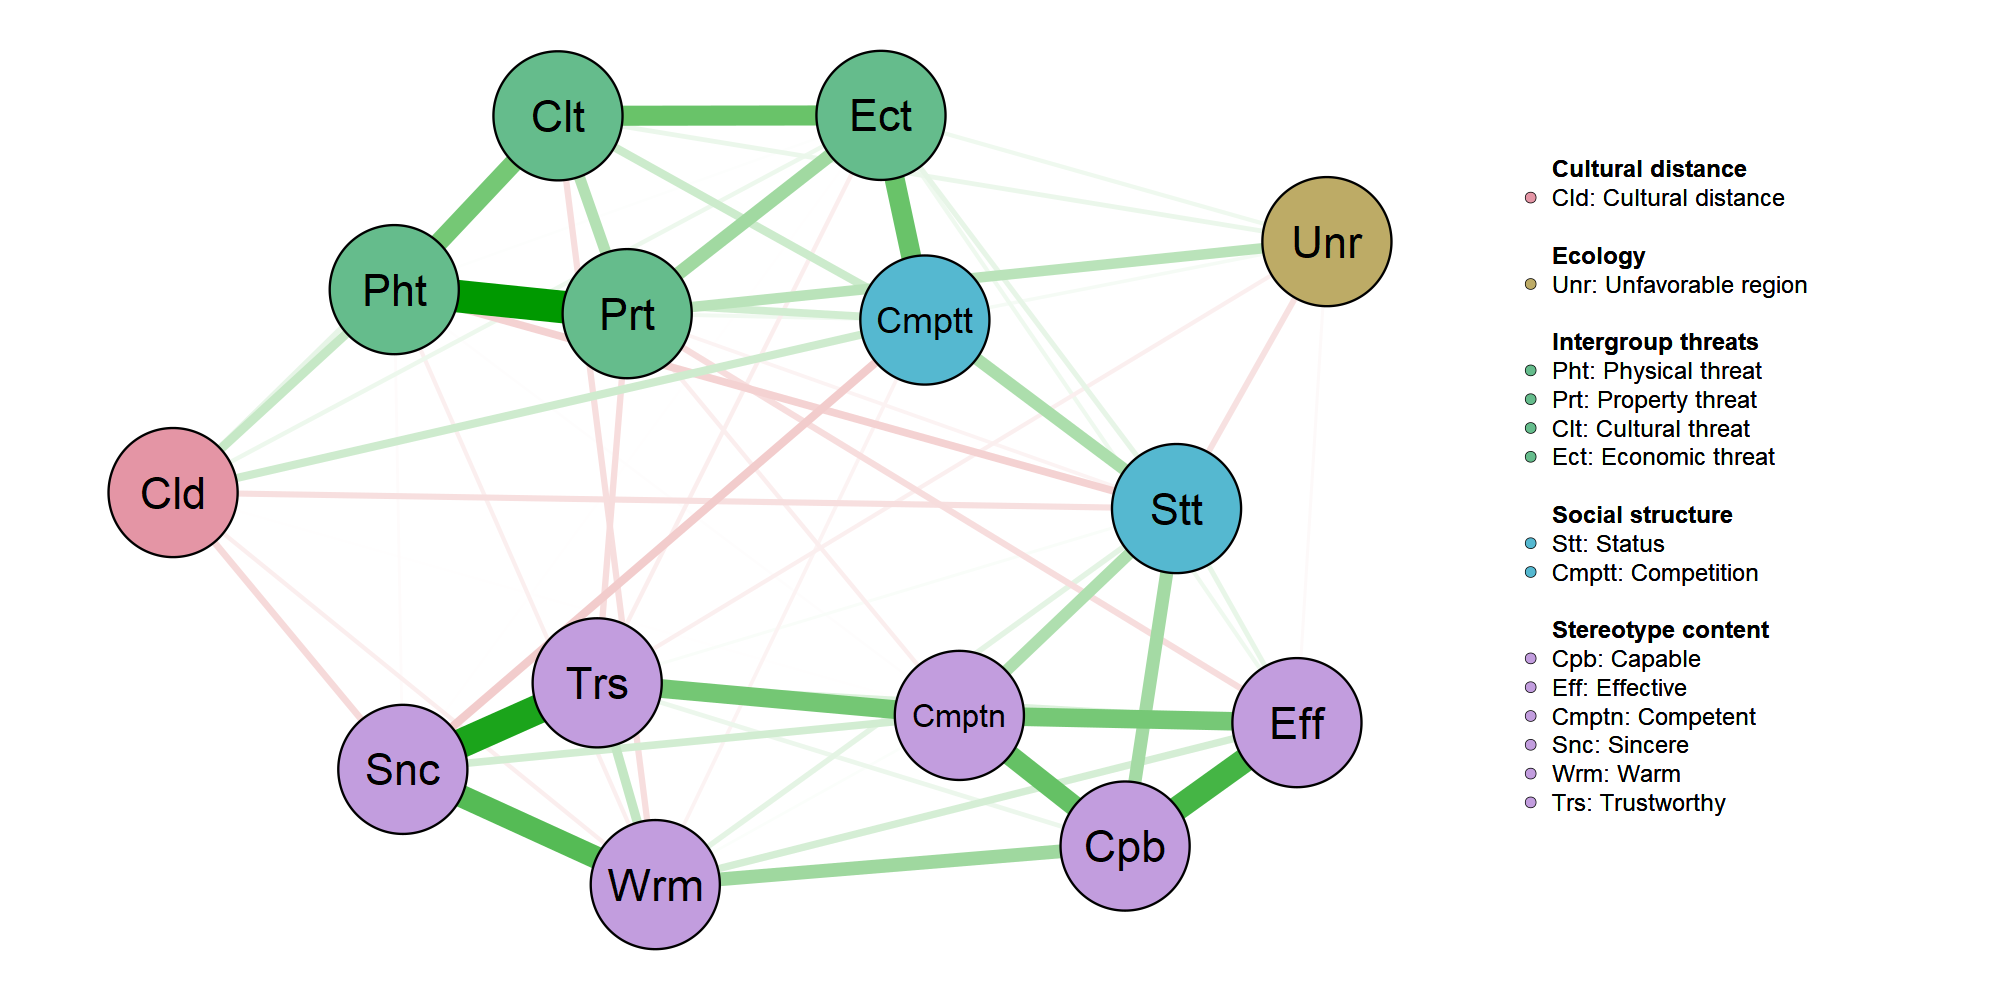 Clt
Ect
Unr
Pht
Prt
Cmptt
Cld
Stt
Trs
Cmptn
Eff
Snc
Cpb
Wrm
Cultural distance
Cld: Cultural distance
Ecology
Unr: Unfavorable region
Intergroup threats
Pht: Physical threat
Prt: Property threat
Clt: Cultural threat
Ect: Economic threat
Social structure
Stt: Status
Cmptt: Competition
Stereotype content
Cpb: Capable
Eff: Effective
Cmptn: Competent
Snc: Sincere
Wrm: Warm
Trs: Trustworthy